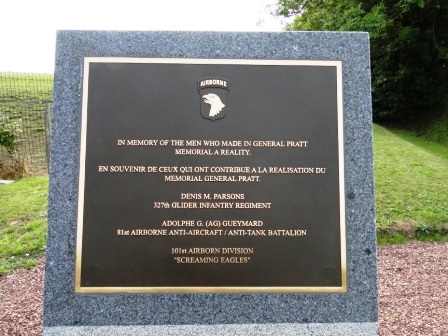 AIRBORNE
IN MEMORY OF THE MEN WHO MADE IN GENERAL PRATT
MEMORIAL A REALITY.
EN SOUVENIR DE CEUX QUI ONT CONTRIBUE A LA REALISATION DU
MEMORIAL GENERAL PRATT.
DENIS M. PARSONS
327th GLIDER INFANTRY REGIMENT
ADOLPHE G. (AG) GUEYMARD
81st AIRBORNE ANTI-AIRCRAFT / ANTI-TANK BATTALION
101st AIRBORN DIVISION
"SCREAMING EAGLES"